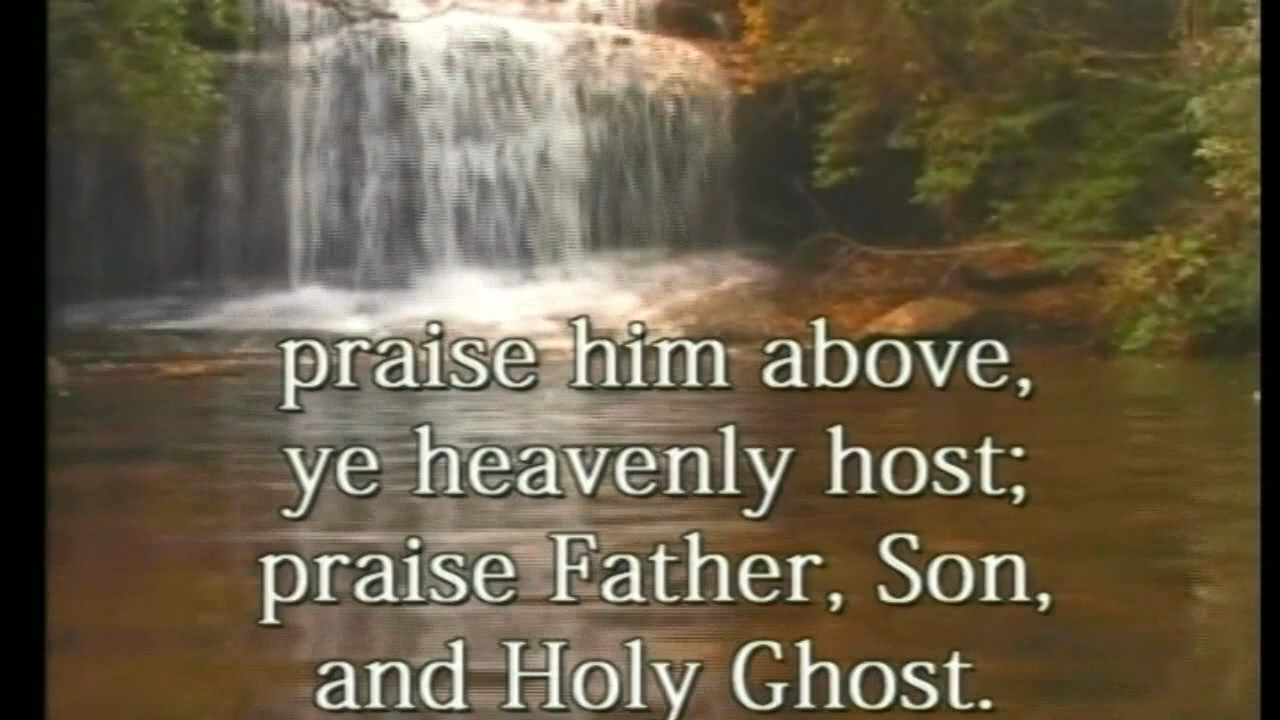 praise him above,
ye heavenly host;
praise Father, Son,
and Holy Ghost.